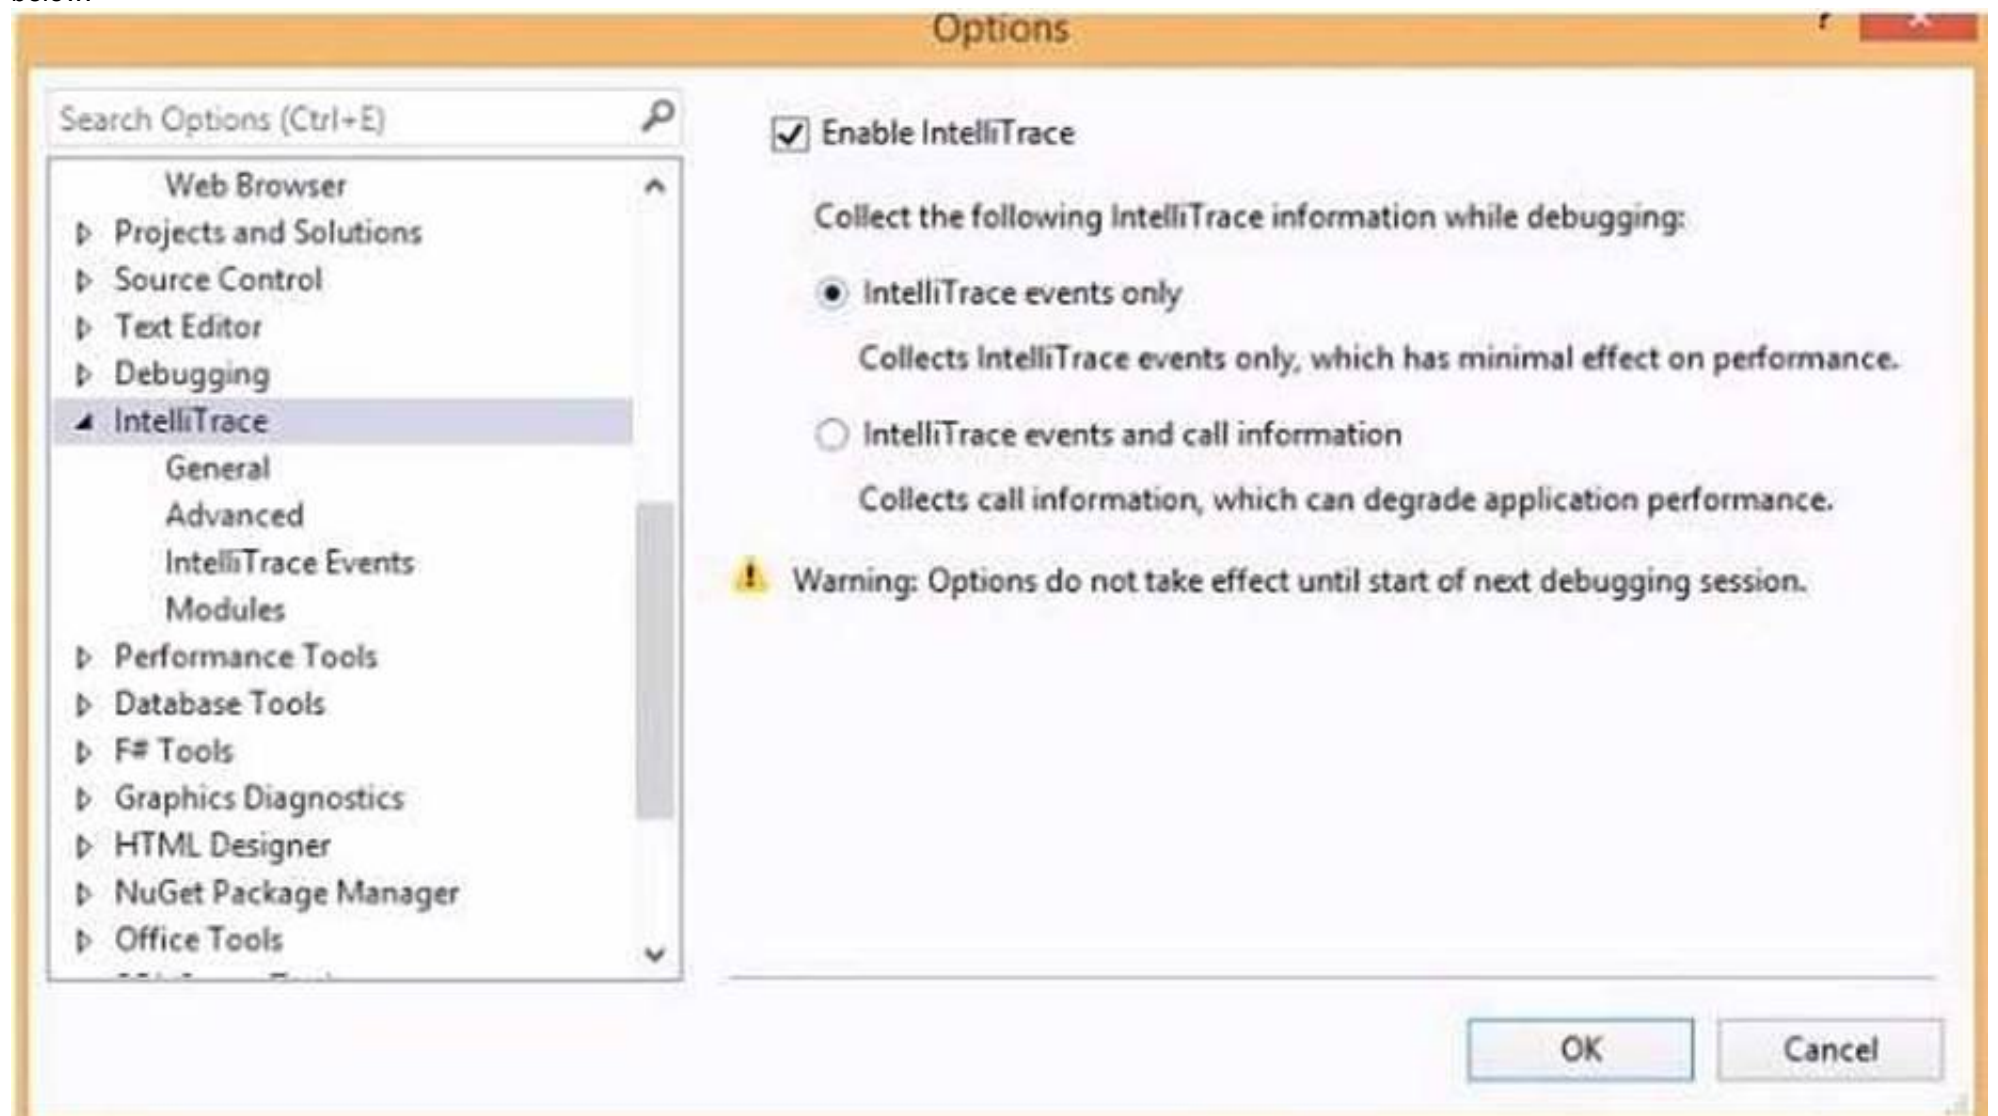 Options
?
Search Options (Ctrl+E)
Web Browser
Projects and Solutions
Source Control
Text Editor
Debugging
IntelliTrace
General
Advanced
IntelliTrace Events
Modules
Performance Tools
Database Tools
F# Tools
Graphics Diagnostics
HTML Designer
NuGet Package Manager
Office Tools
Enable IntelliTrace
Collect the following IntelliTrace information while debugging:
IntelliTrace events only
Collects IntelliTrace events only, which has minimal effect on performance.
IntelliTrace events and call information
Collects call information, which can degrade application performance.
Warning: Options do not take effect until start of next debugging session.
OK
Cancel